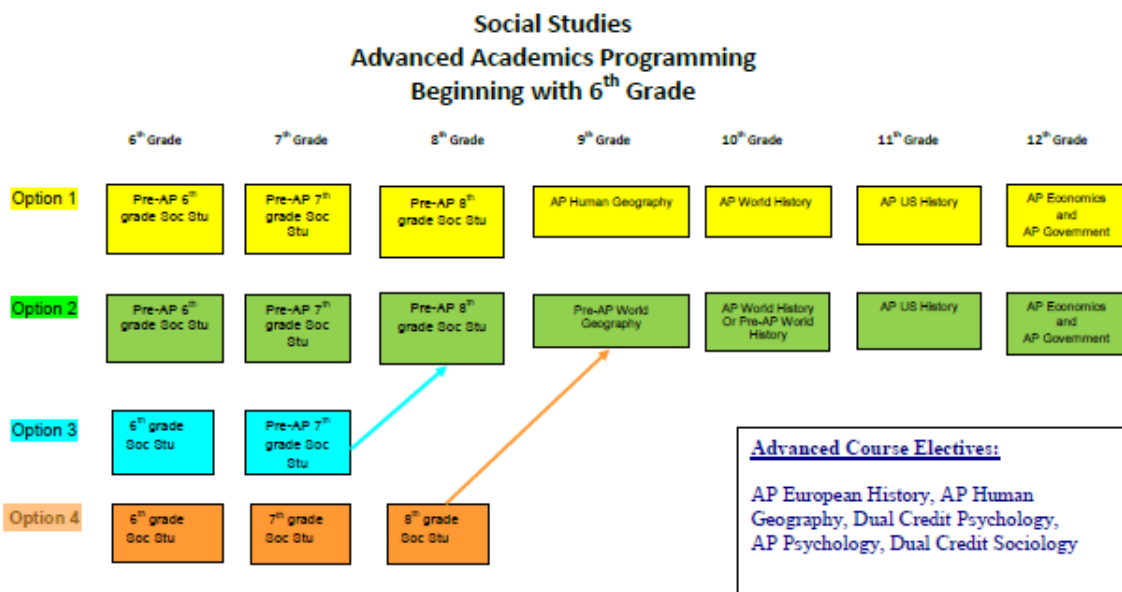 Social Studies
Advanced Academics Programming
Beginning with 6th Grade
6th Grade 7th Grade 8th Grade 9th Grade 10th Grade 11th Grade 12th Grade
Option 1
Pre-AP 6th
grade Soc Stu
Pre-AP 7th
grade Soc
Stu
Pre-AP 8th
grade Soc Stu
AP Human Geography
AP World History
AP US History
AP Economics
and
AP Government
Option 2
Pre-AP 6th
grade Soc Stu
Pre-AP 7th
grade Soc
Stu
Pre-AP 8th
grade Soc Stu
Pre-AP World
Geography
AP World History
Or Pre-AP World
History
AP US History
AP Economics
and
AP Government
Option 3
6th grade
Soc Stu
Pre-AP 7th
grade Soc
Stu
Option 4
6th grade
Soc Stu
7th grade
Soc Stu
8th grade
Soc Stu
Advanced Course Electives:
AP European History, AP Human
Geography, Dual Credit Psychology,
AP Psychology, Dual Credit Sociology